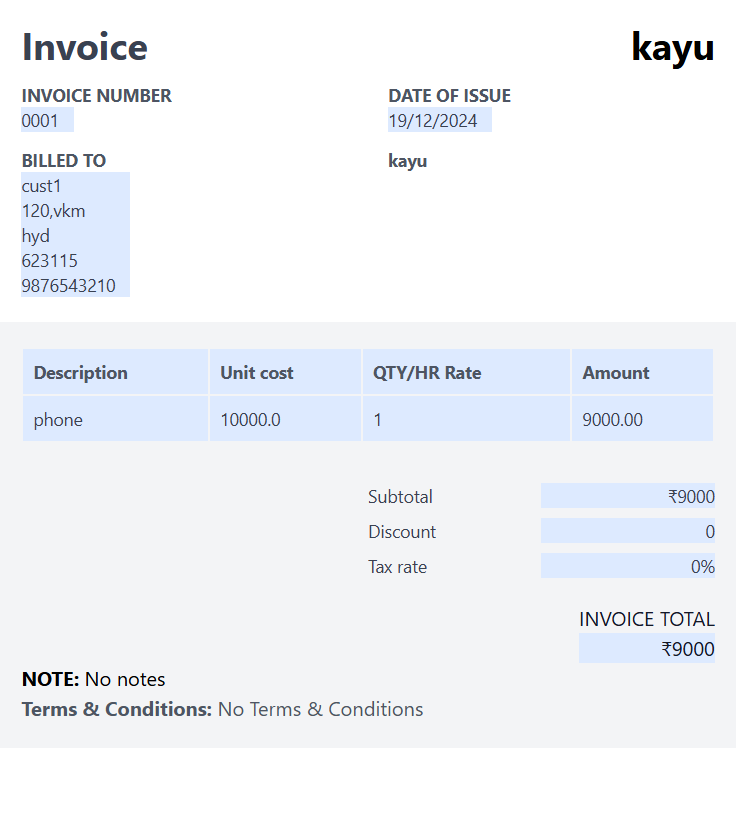 Invoice
kayu
INVOICE NUMBER
0001
DATE OF ISSUE
19/12/2024
BILLED TO
cust1
120,vkm
hyd
623115
9876543210
kayu
Description Unit cost QTY/HR Rate Amount
phone 10000.0 1 9000.00
Subtotal ₹9000
Discount 0
Tax rate 0%
INVOICE TOTAL
₹9000
NOTE: No notes
Terms & Conditions: No Terms & Conditions